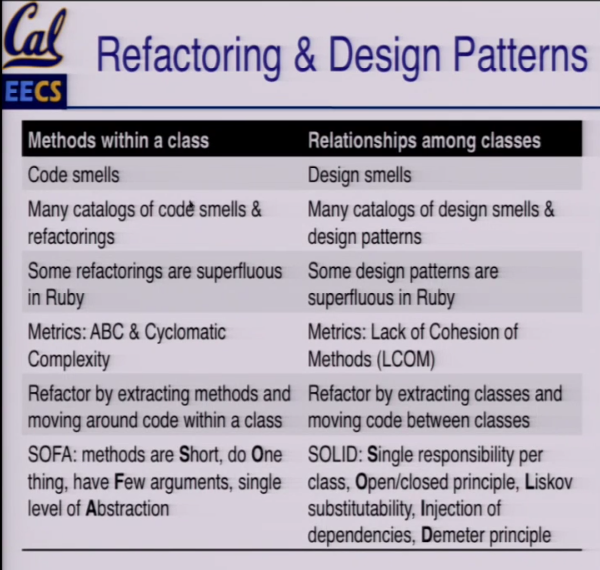 Cal
EECS
Refactoring & Design Patterns
Methods within a class
Relationships among classes
Code smells
Design smells
Many catalogs of code smells &
refactorings
Many catalogs of design smells &
design patterns
Some refactorings are superfluous
in Ruby
Some design patterns are
superfluous in Ruby
Metrics: ABC & Cyclomatic
Complexity
Metrics: Lack of Cohesion of
Methods (LCOM)
Refactor by extracting methods and
moving around code within a class
Refactor by extracting classes and
moving code between classes
SOFA: methods are Short, do One
thing, have Few arguments, single
level of Abstraction
SOLID: Single responsibility per
class, Open/closed principle, Liskov
substitutability, Injection of
dependencies, Demeter principle